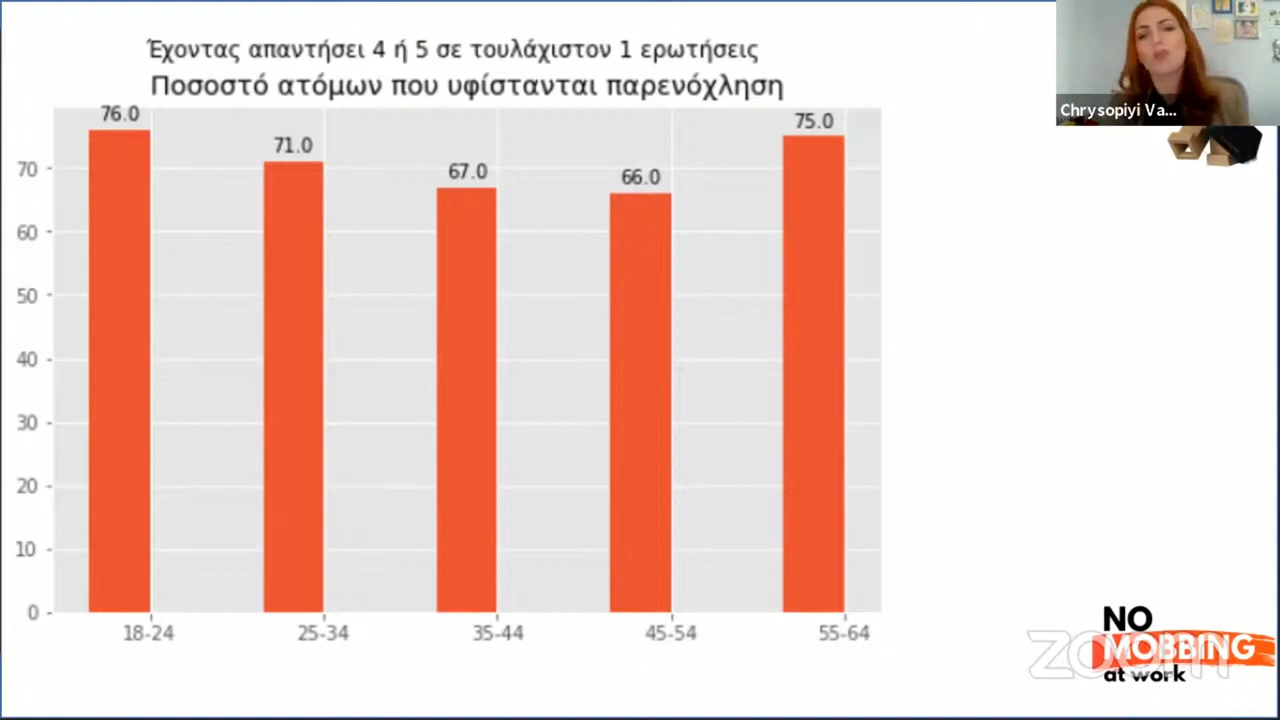 Έχοντας απαντήσει 4 ή 5 σε τουλάχιστον 1 ερωτήσεις
Ποσοστό ατόμων που υφίστανται παρενόχληση
76.0
71.0
67.0
66.0
75.0
70
60
50
40
30
20
10
0
18-24
25-34
35-44
45-54
55-64
Chrysopiyi Va...
NO
MOBBING
at work
zoom